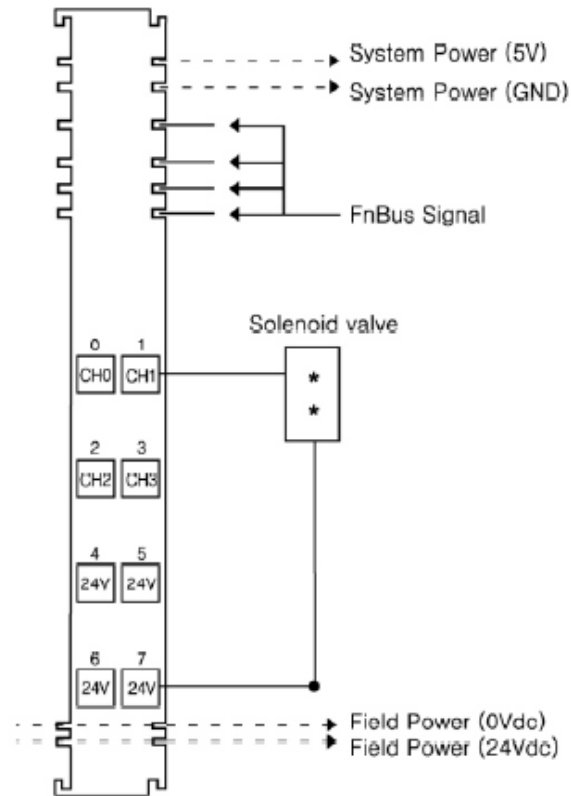 System Power (5V)
System Power (GND)
FnBus Signal
Solenoid valve
0 1
CH0 CH1
* 
*
2 3
CH2 CH3
4 5
24V 24V
6 7
24V 24V
Field Power (0Vdc)
Field Power (24Vdc)